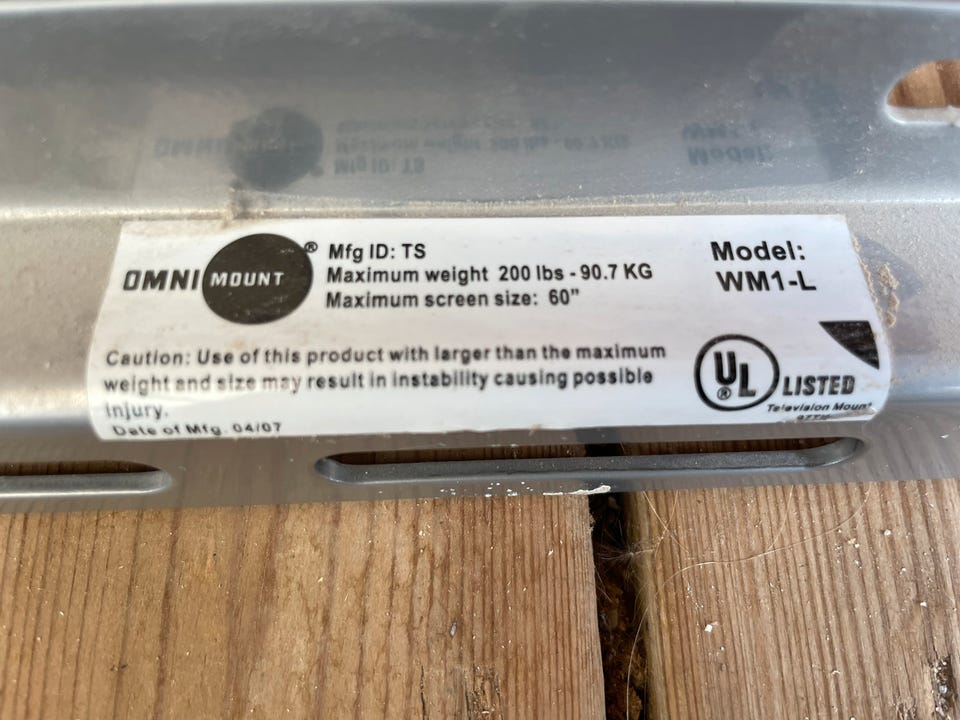 OMNIMOUNT®
Mfg ID: TS
Maximum weight 200 lbs - 90.7 KG
Maximum screen size: 60"
Model:
WM1-L
Caution: Use of this product with larger than the maximum
weight and size may result in instability causing possible
injury.
Date of Mfg. 04/07
UL® LISTED
Television Mount